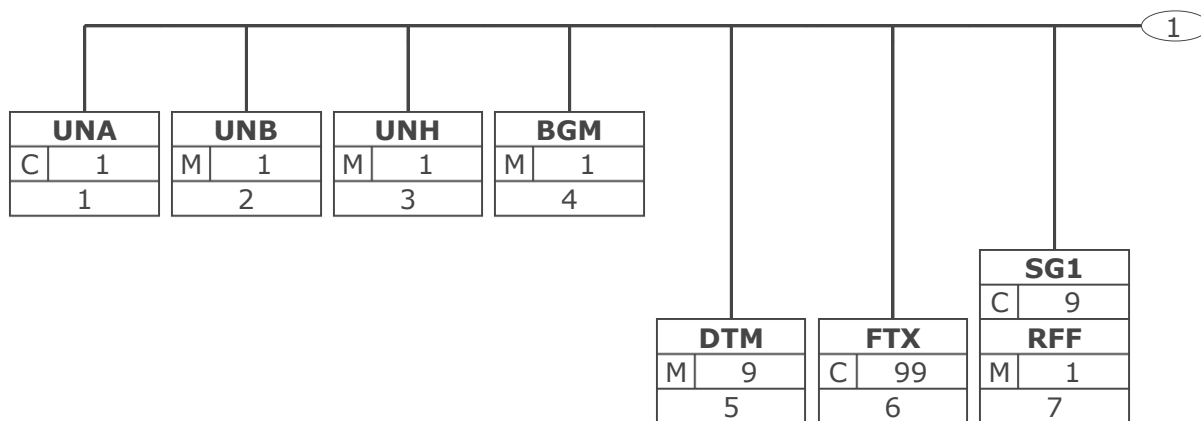 1
UNA UNB UNH BGM
C 1 M 1 M 1 M 1
1 2 3 4
SG1
C 9
DTM FTX RFF
M 9 C 99 M 1
5 6 7